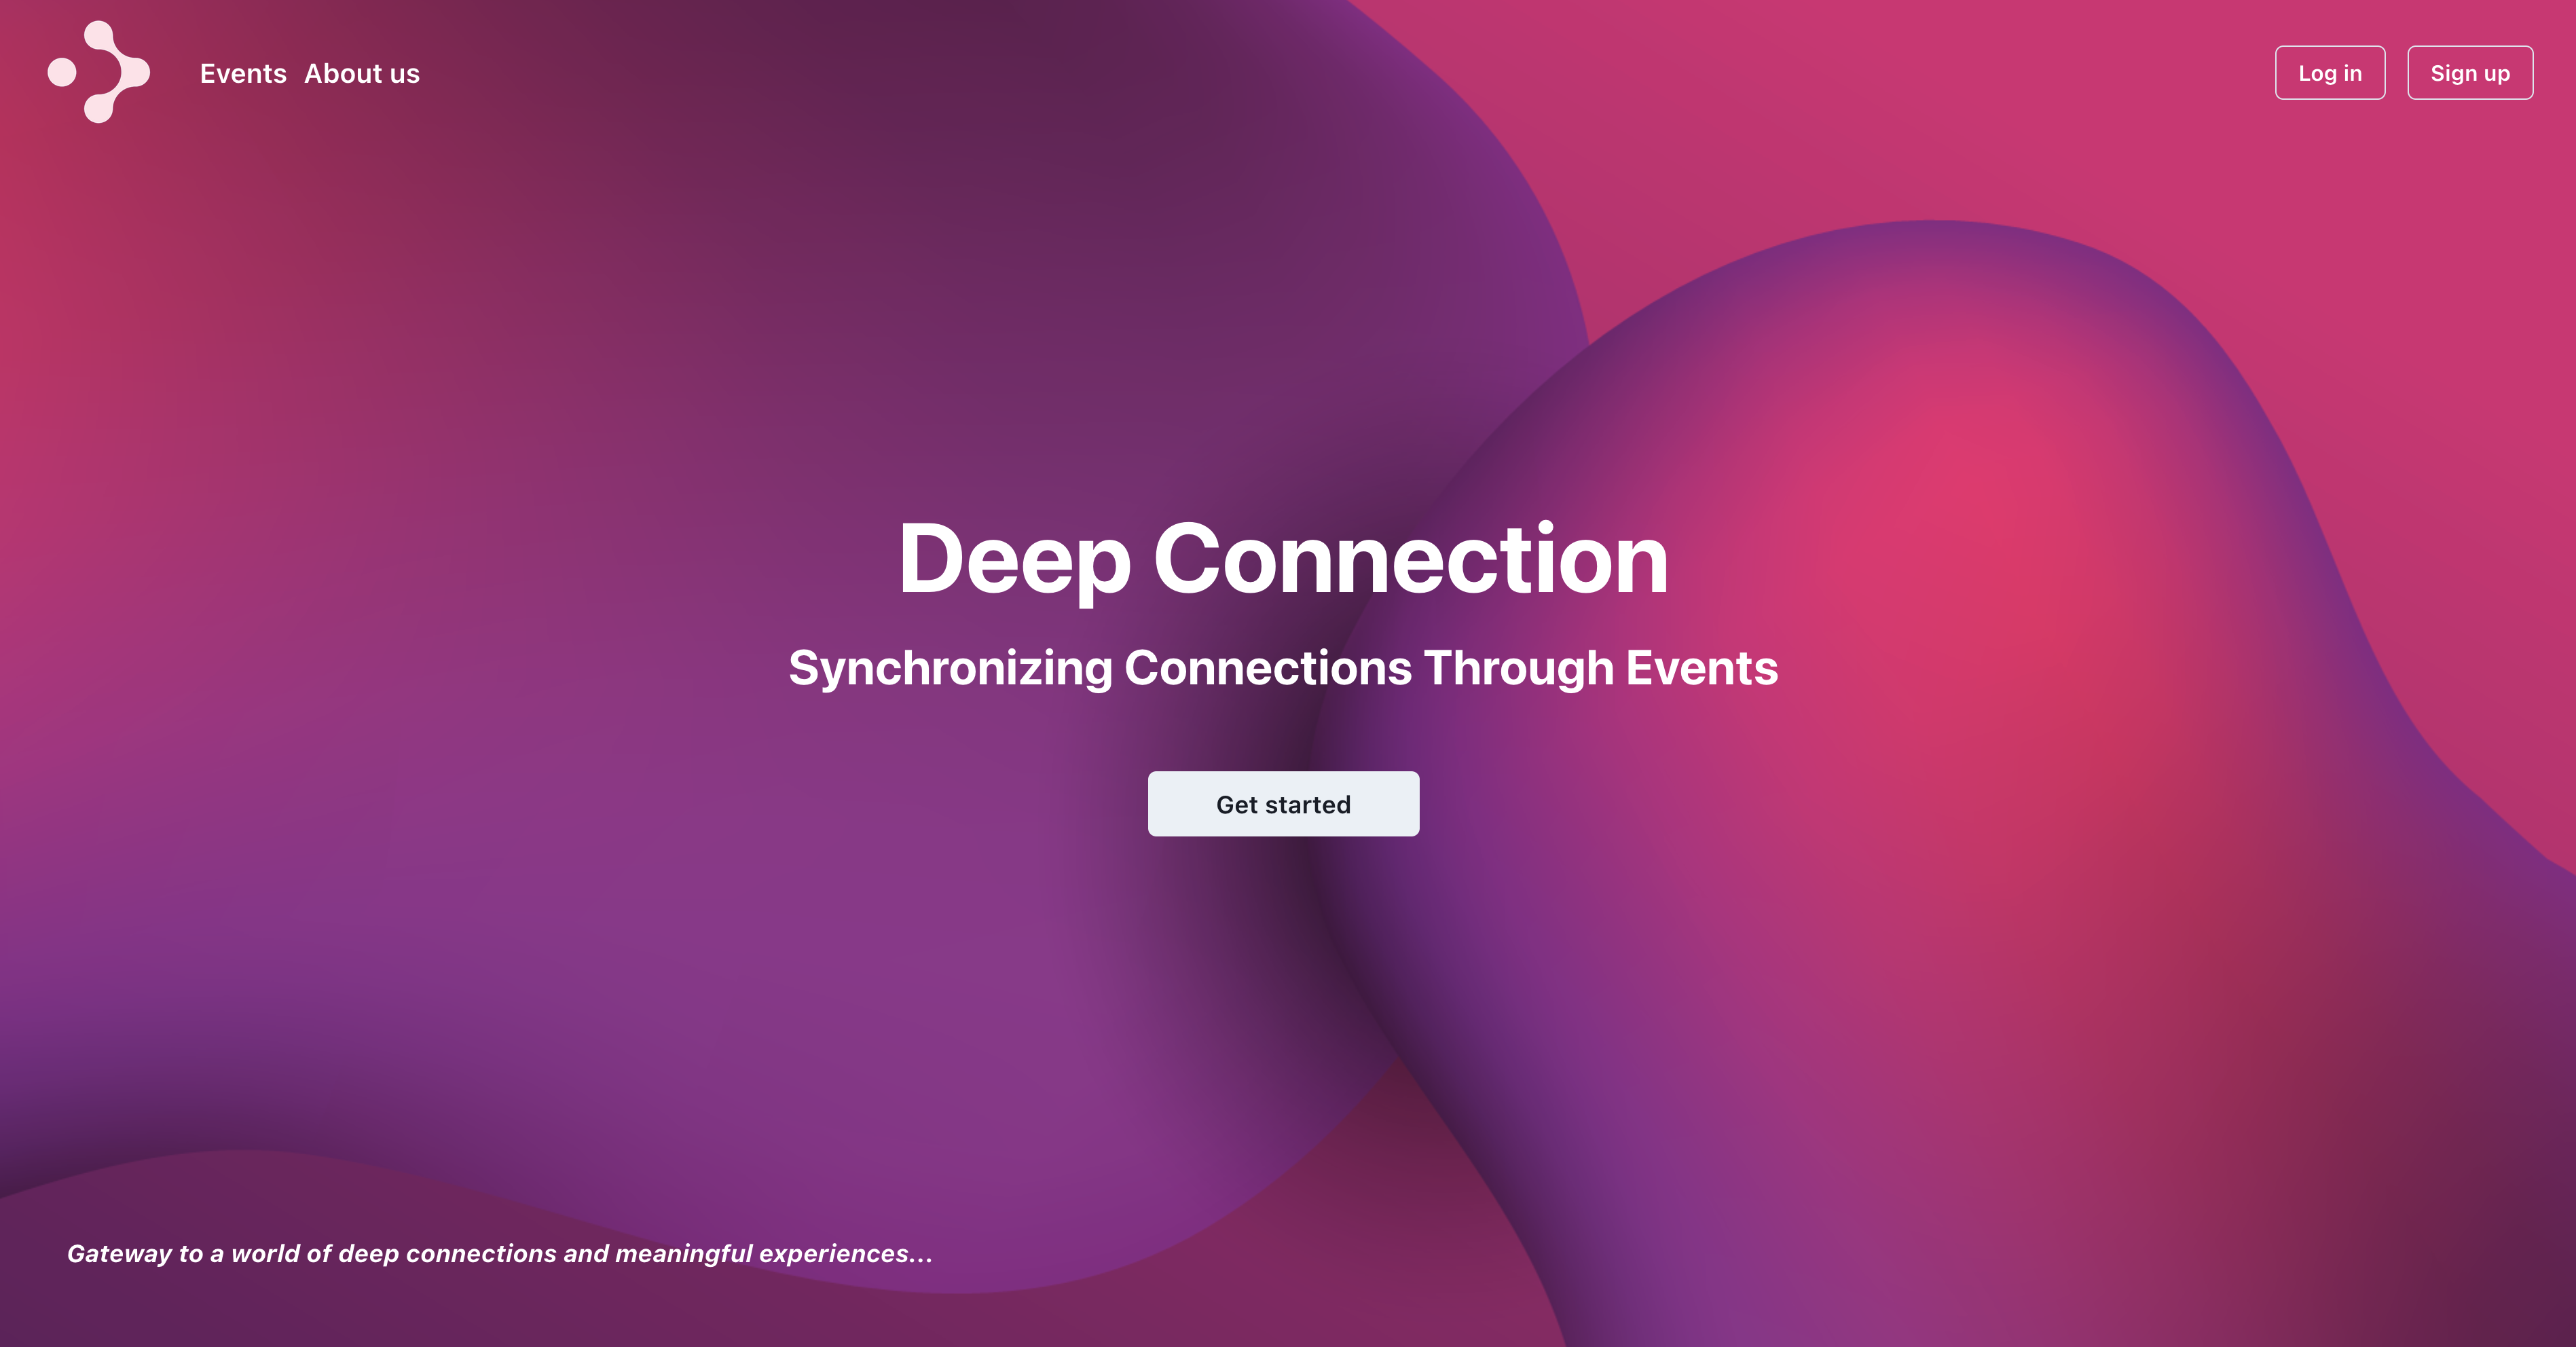 Events About us
Log in Sign up
Deep Connection
Synchronizing Connections Through Events
Get started
Gateway to a world of deep connections and meaningful experiences...